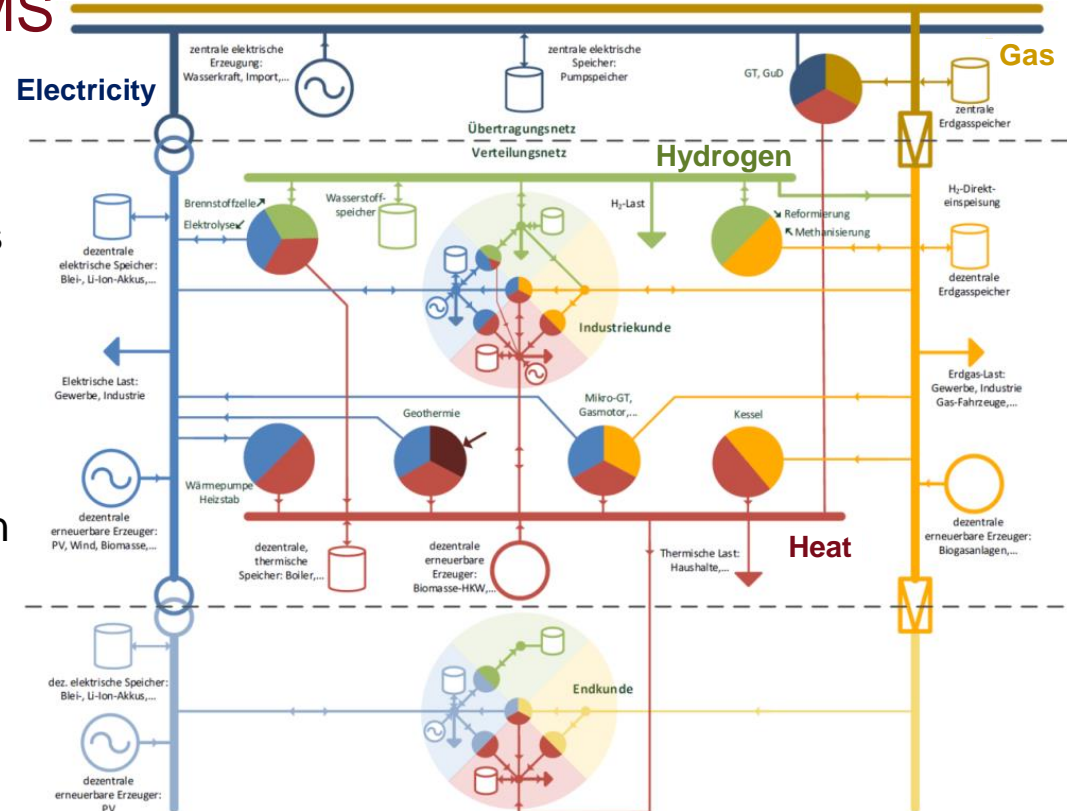 MS
Gas
Electricity
zentrale elektrische
Erzeugung:
Wasserkraft, Import,...
zentrale elektrische
Speicher:
Pumpspeicher
GT, GuD
zentrale
Erdgasspeicher
Übertragungsnetz
Verteilungsnetz
Hydrogen
Brennstoffzelle
Elektrolyse
Wasserstoff-
speicher
H₂-Last
Reformierung
Methanisierung
H₂-Direkt-
einspeisung
s
dezentrale
elektrische Speicher:
Blei-, Li-Ion-Akkus,...
dezentrale
Erdgasspeicher
Industriekunde
Elektrische Last:
Gewerbe, Industrie
Erdgas-Last:
Gewerbe, Industrie
Gas-Fahrzeuge,...
Geothermie
Mikro-GT,
Gasmotor,...
Kessel
Wärmepumpe
Heizstab
n
dezentrale
erneuerbare Erzeuger:
PV, Wind, Biomasse,...
dezentrale
erneuerbare Erzeuger:
Biogasanlagen,...
dezentrale,
thermische
Speicher: Boiler,...
dezentrale
erneuerbare
Erzeuger:
Biomasse-HKW,...
Thermische Last:
Haushalte,...
Heat
dez. elektrische Speicher:
Blei-, Li-Ion-Akkus,...
Endkunde
dezentrale
erneuerbare Erzeuger:
PV